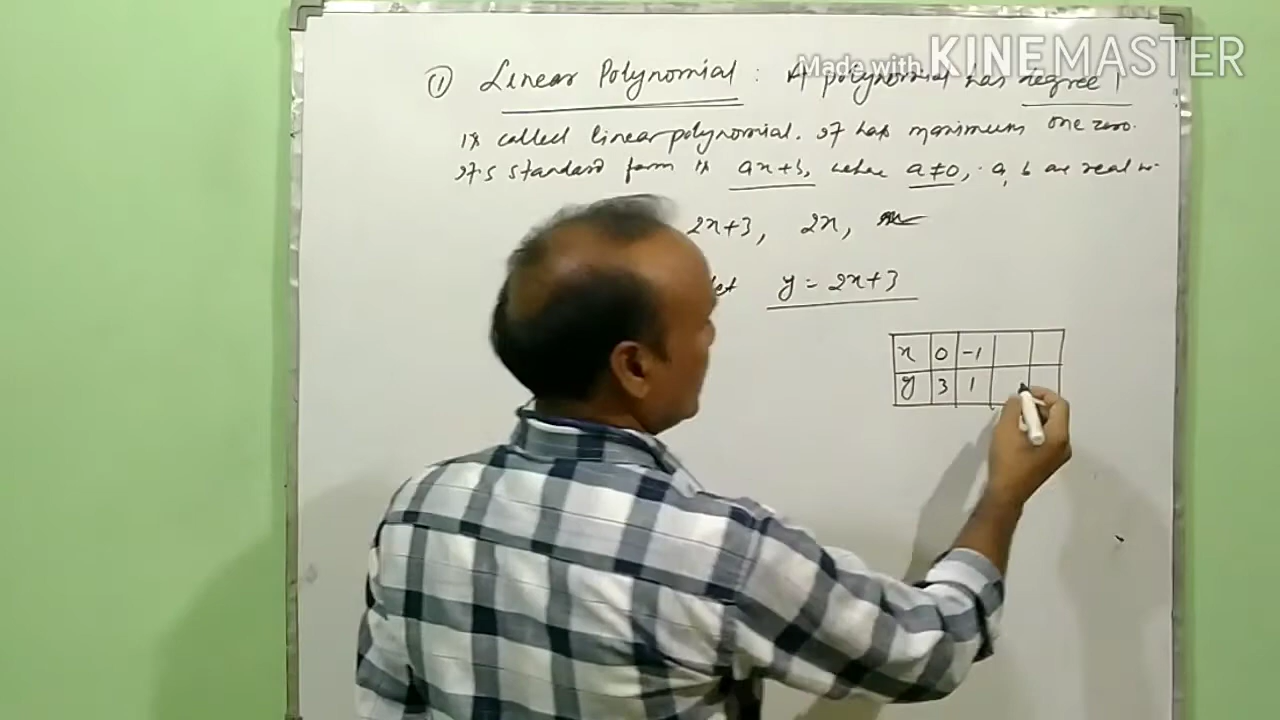 Made with KINEMASTER
① Linear Polynomial : A polynomial has degree 1
is called linear polynomial. It has maximum one zero.
It's standard form is ax+b, where a≠0, a, b are real
2x+3, 2x,
let y = 2x+3
x 0 -1
y 3 1